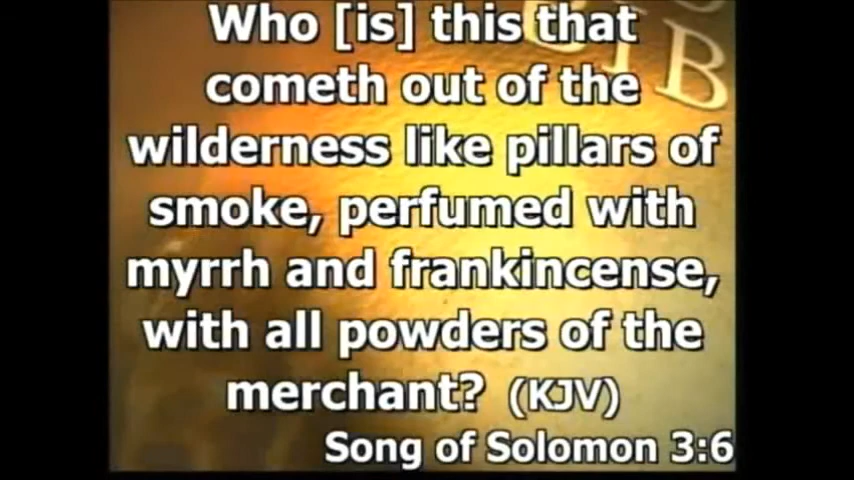 Who [is] this that
cometh out of the
wilderness like pillars of
smoke, perfumed with
myrrh and frankincense,
with all powders of the
merchant? (KJV)
Song of Solomon 3:6